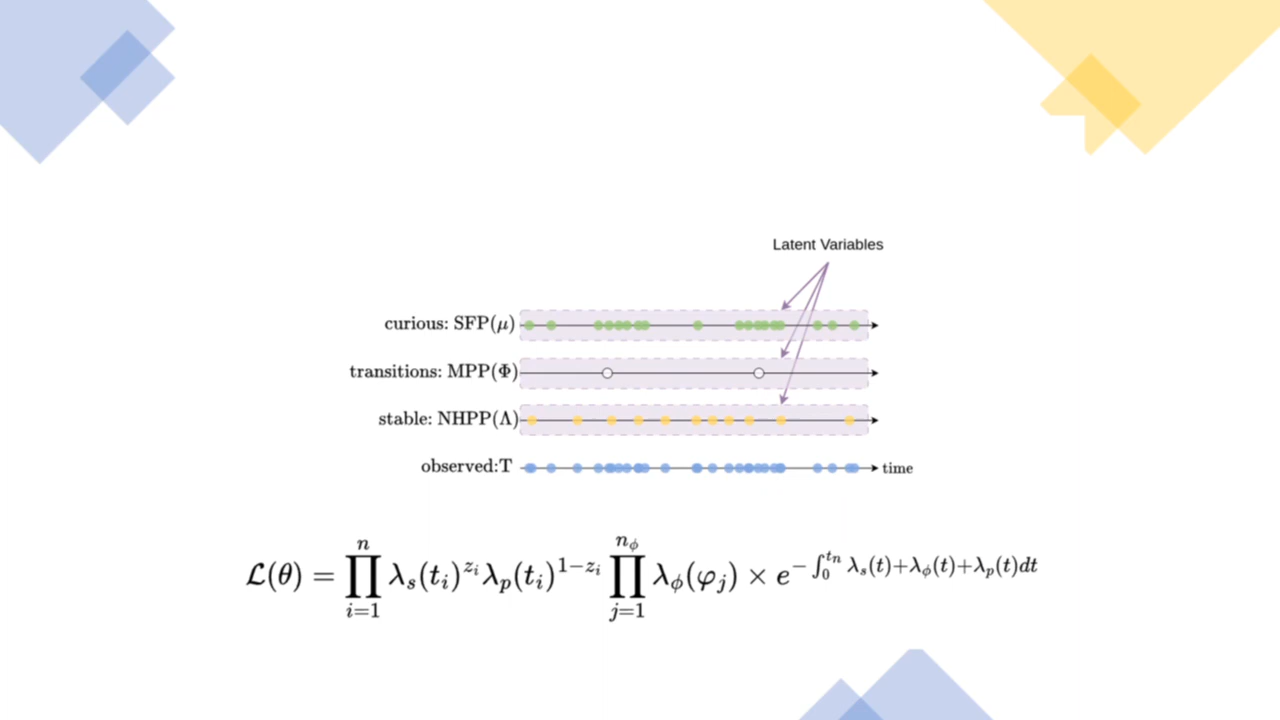 Latent Variables
curious: SFP(μ)
transitions: MPP(Φ)
stable: NHPP(Λ)
observed:T
time
ℒ(θ) = ∏_{i=1}^{n} λ_s(t_i)^{z_i} λ_p(t_i)^{1−z_i} ∏_{j=1}^{n_ϕ} λ_ϕ(φ_j) × e^{−∫_0^{t_n} λ_s(t)+λ_ϕ(t)+λ_p(t)dt}